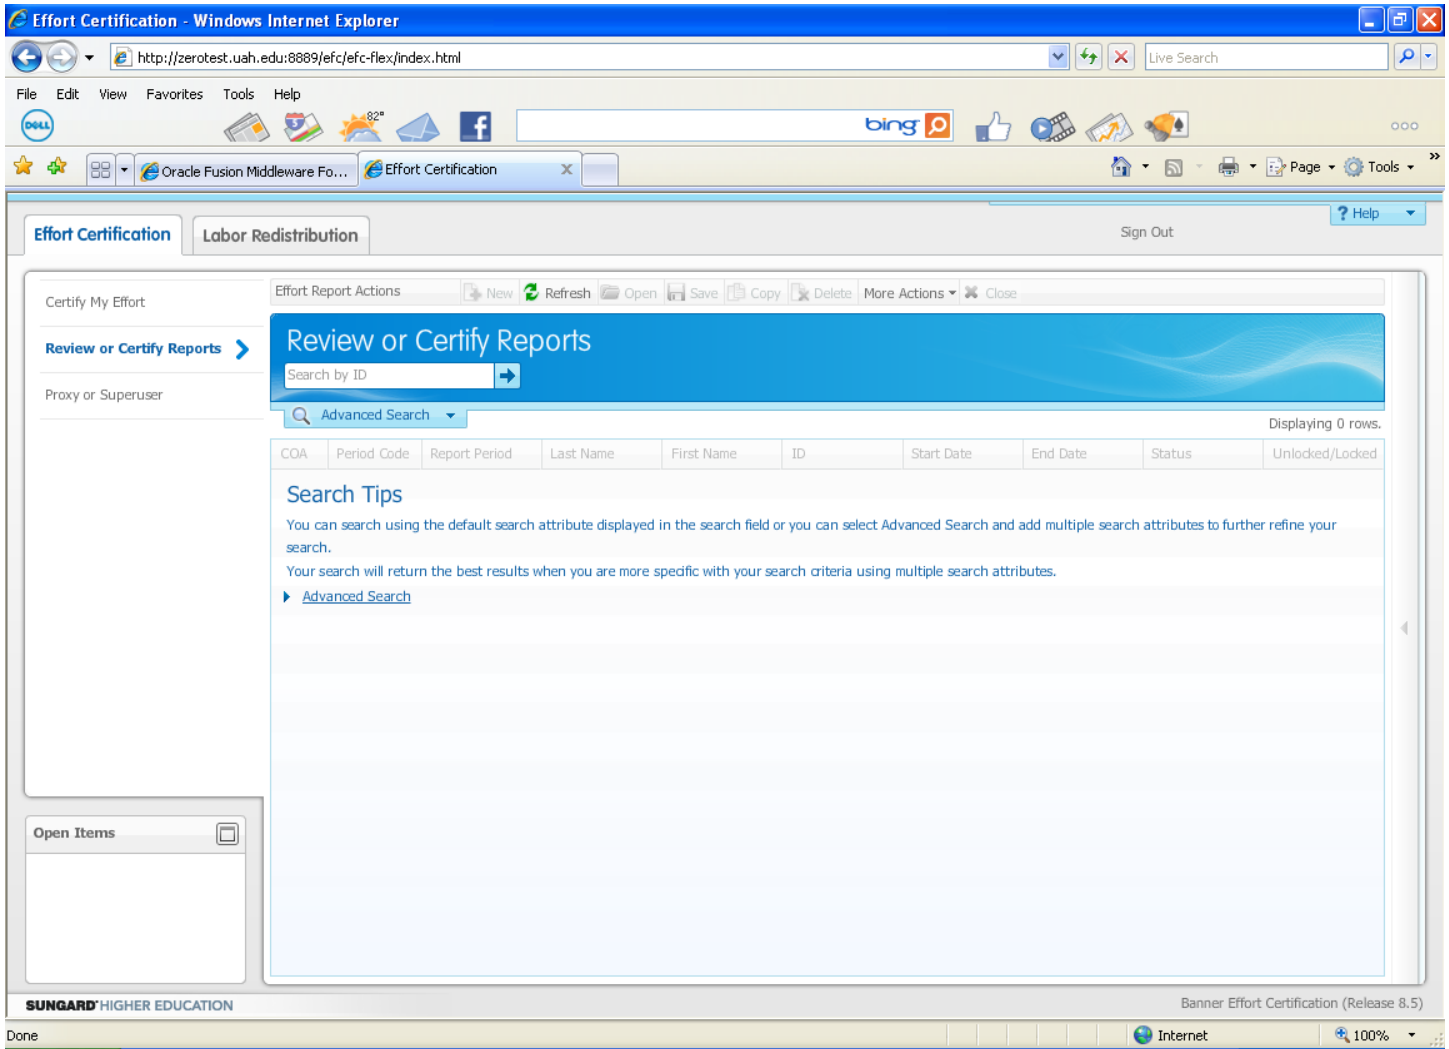 Effort Certification - Windows Internet Explorer
http://zerotest.uah.edu:8889/efc/efc-flex/index.html
Live Search
File Edit View Favorites Tools Help
DELL
5
82°
f
bing
Oracle Fusion Middleware Fo...
Effort Certification
x
Page
Tools
»
Effort Certification
Labor Redistribution
Sign Out
? Help
Certify My Effort
Review or Certify Reports
Proxy or Superuser
Effort Report Actions
New Refresh Open Save Copy Delete More Actions Close
Review or Certify Reports
Search by ID
Advanced Search
Displaying 0 rows.
COA Period Code Report Period Last Name First Name ID Start Date End Date Status Unlocked/Locked
Search Tips
You can search using the default search attribute displayed in the search field or you can select Advanced Search and add multiple search attributes to further refine your
search.
Your search will return the best results when you are more specific with your search criteria using multiple search attributes.
Advanced Search
Open Items
SUNGARD HIGHER EDUCATION
Banner Effort Certification (Release 8.5)
Done
Internet
100%